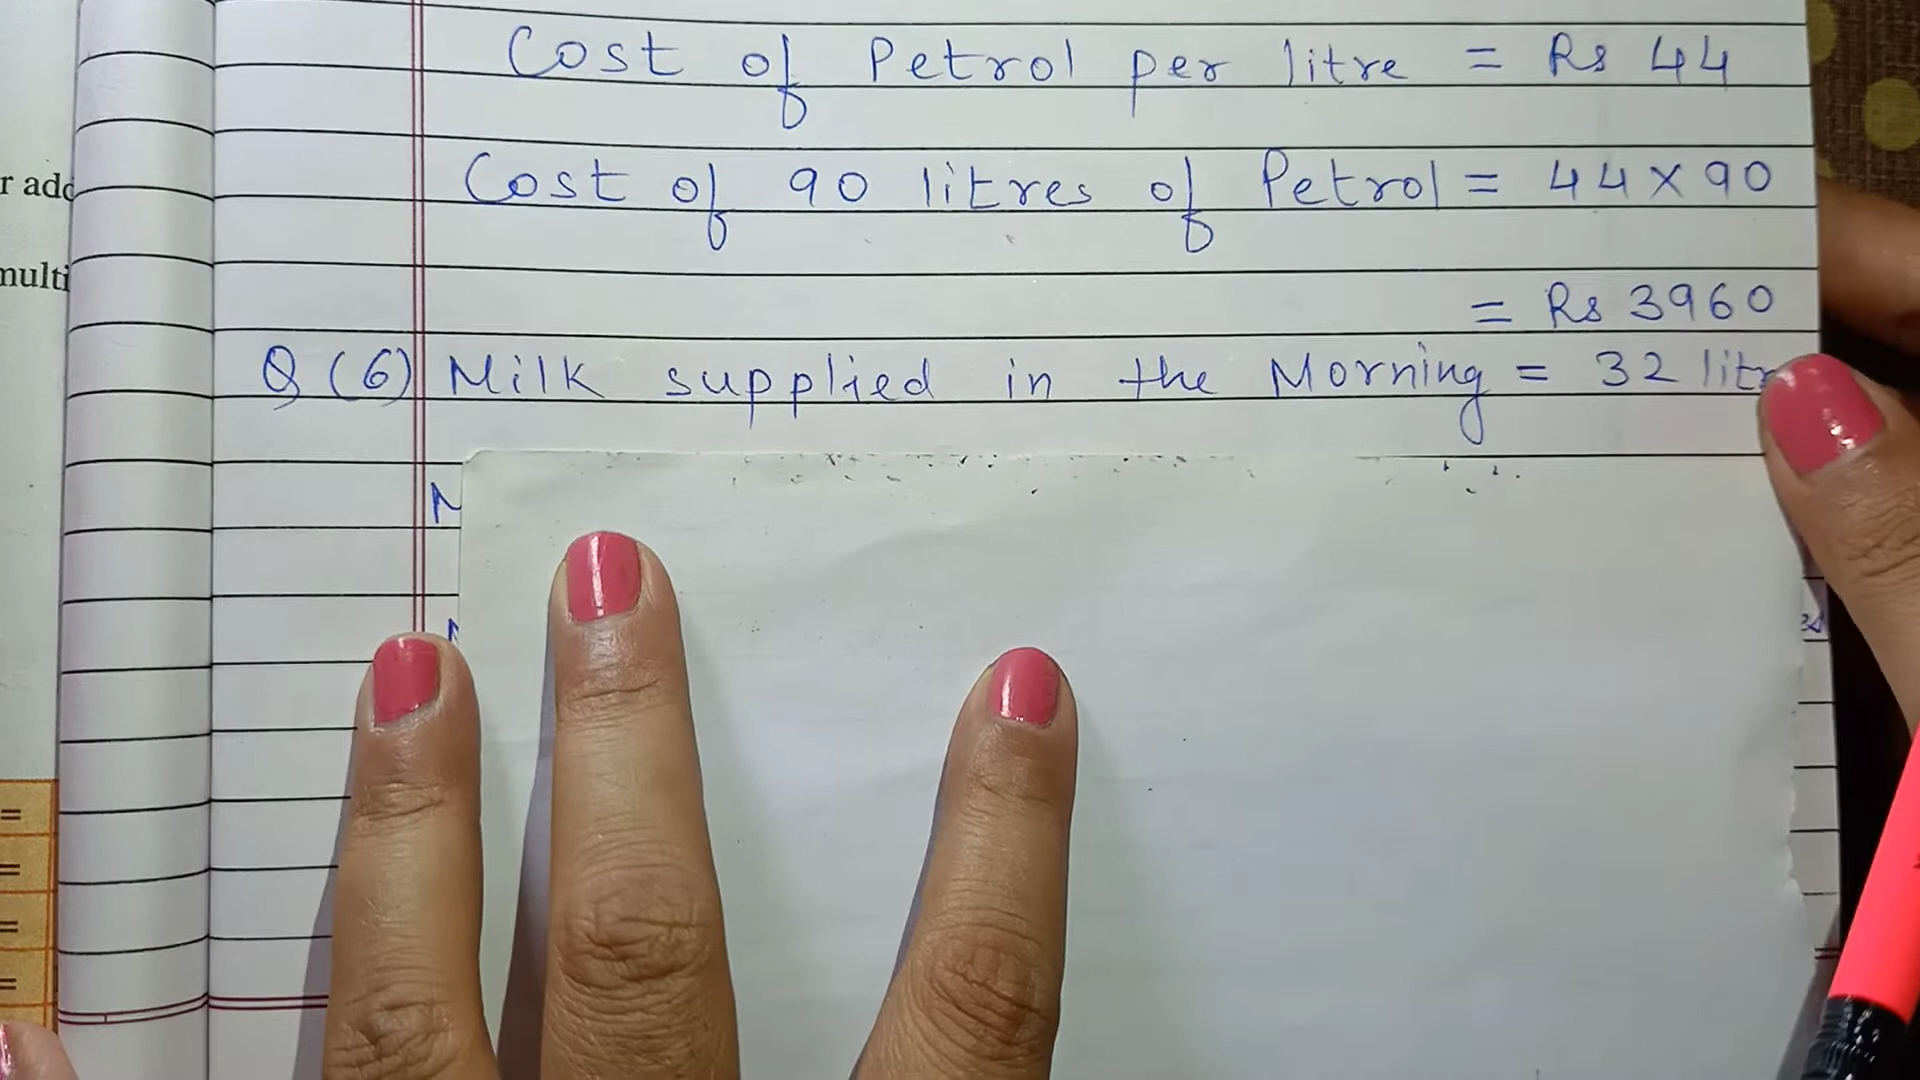 Cost of Petrol per litre = Rs 44
r add
Cost of 90 litres of Petrol = 44 × 90
multi
= Rs 3960
Q (6) Milk supplied in the Morning = 32 litr
=
=
=
=